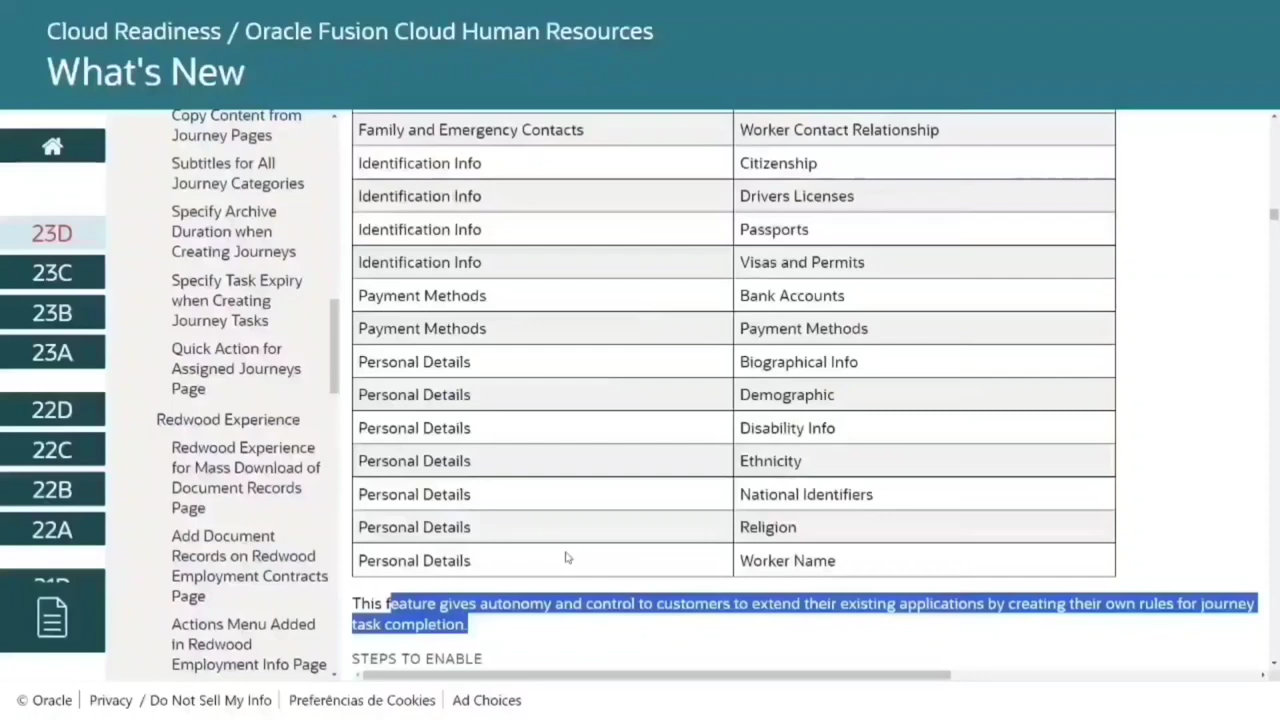 Cloud Readiness / Oracle Fusion Cloud Human Resources
What's New
23D
23C
23B
23A
22D
22C
22B
22A
Copy Content from
Journey Pages
Subtitles for All
Journey Categories
Specify Archive
Duration when
Creating Journeys
Specify Task Expiry
when Creating
Journey Tasks
Quick Action for
Assigned Journeys
Page
Redwood Experience
Redwood Experience
for Mass Download of
Document Records
Page
Add Document
Records on Redwood
Employment Contracts
Page
Actions Menu Added
in Redwood
Employment Info Page
Family and Emergency Contacts Worker Contact Relationship
Identification Info Citizenship
Identification Info Drivers Licenses
Identification Info Passports
Identification Info Visas and Permits
Payment Methods Bank Accounts
Payment Methods Payment Methods
Personal Details Biographical Info
Personal Details Demographic
Personal Details Disability Info
Personal Details Ethnicity
Personal Details National Identifiers
Personal Details Religion
Personal Details Worker Name
This feature gives autonomy and control to customers to extend their existing applications by creating their own rules for journey
task completion.
STEPS TO ENABLE
© Oracle | Privacy / Do Not Sell My Info | Preferências de Cookies | Ad Choices